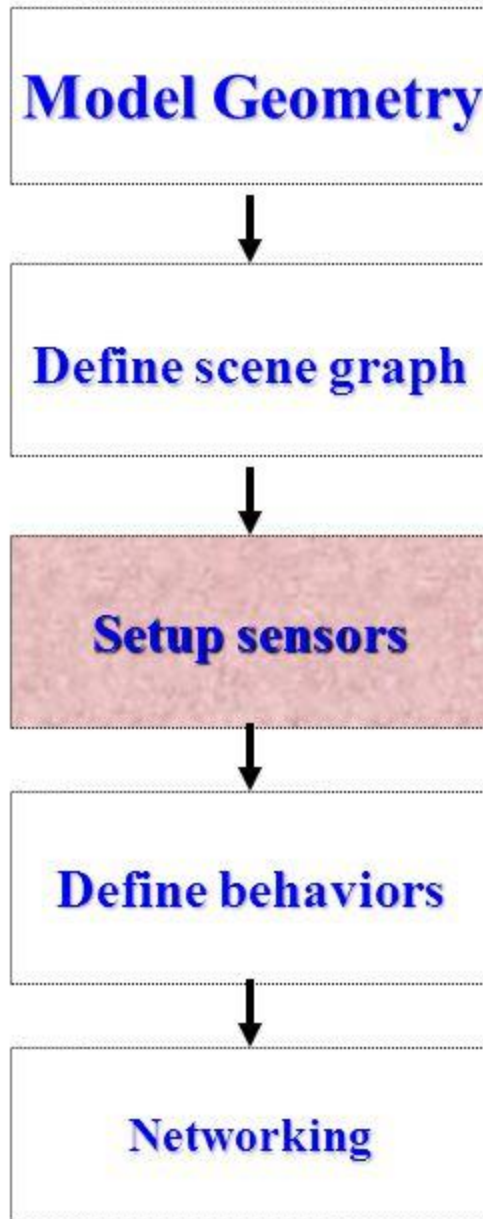 Model Geometry
Define scene graph
Setup sensors
Define behaviors
Networking